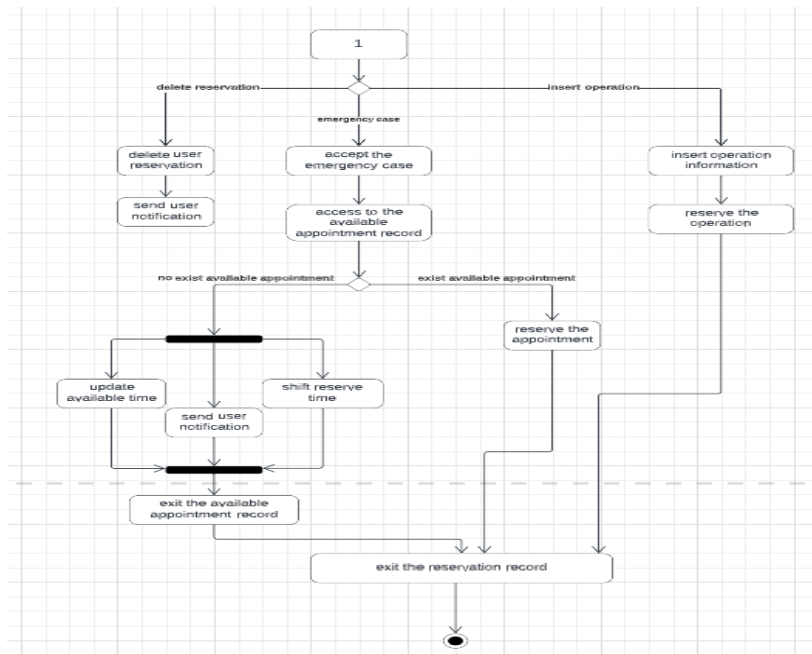 1
delete reservation
insert operation
emergency case
delete user
reservation
accept the
emergency case
insert operation
information
send user
notification
access to the
available
appointment record
reserve the
operation
no exist available appointment
exist available appointment
reserve the
appointment
update
available time
send user
notification
shift reserve
time
exit the available
appointment record
exit the reservation record